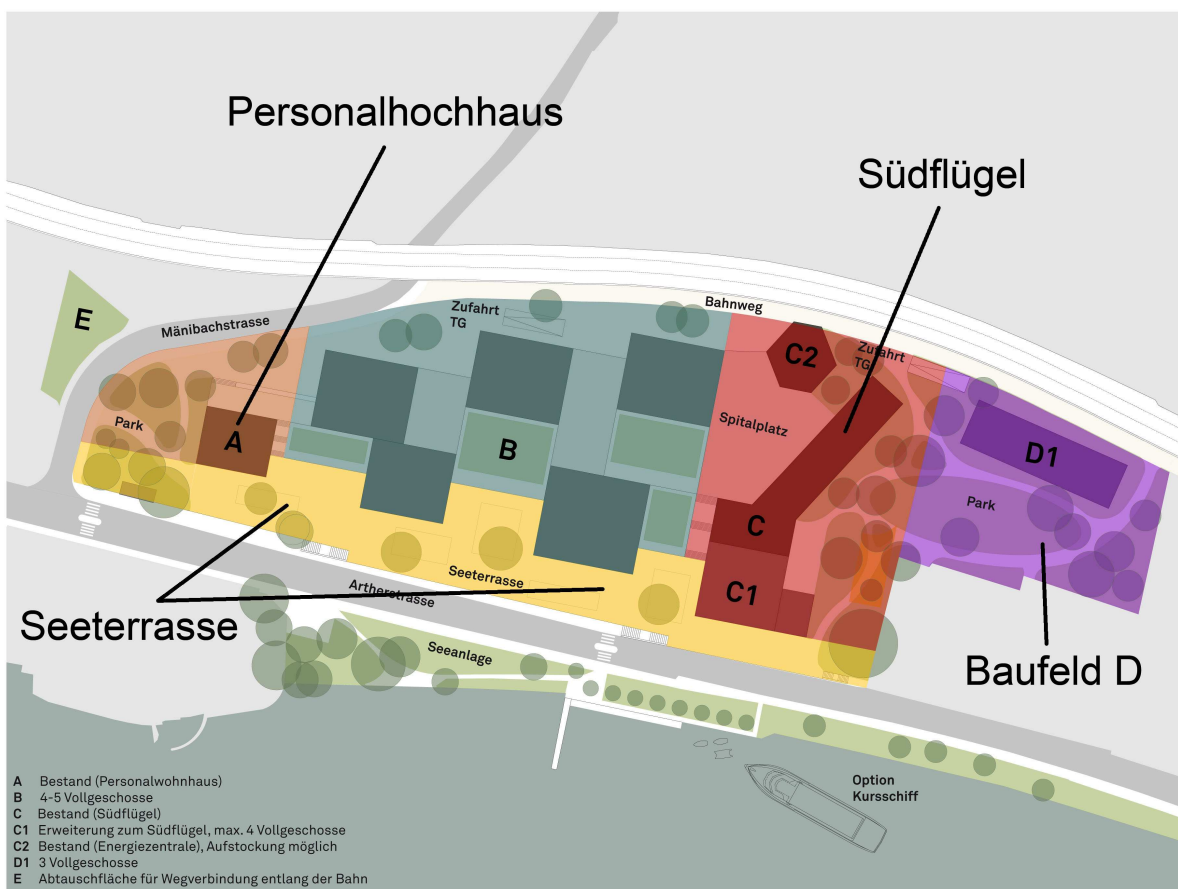 Personalhochhaus
Südflügel
E
Mänibachstrasse
Zufahrt
TG
Bahnweg
C2
Zufahrt
TG
Park
A
B
Spitalplatz
D1
Park
C
C1
Seeterrasse
Artherstrasse
Seeterrasse
Baufeld D
Seeanlage
Option
Kursschiff
A Bestand (Personalwohnhaus)
B 4-5 Vollgeschosse
C Bestand (Südflügel)
C1 Erweiterung zum Südflügel, max. 4 Vollgeschosse
C2 Bestand (Energiezentrale), Aufstockung möglich
D1 3 Vollgeschosse
E Abtauschfläche für Wegverbindung entlang der Bahn